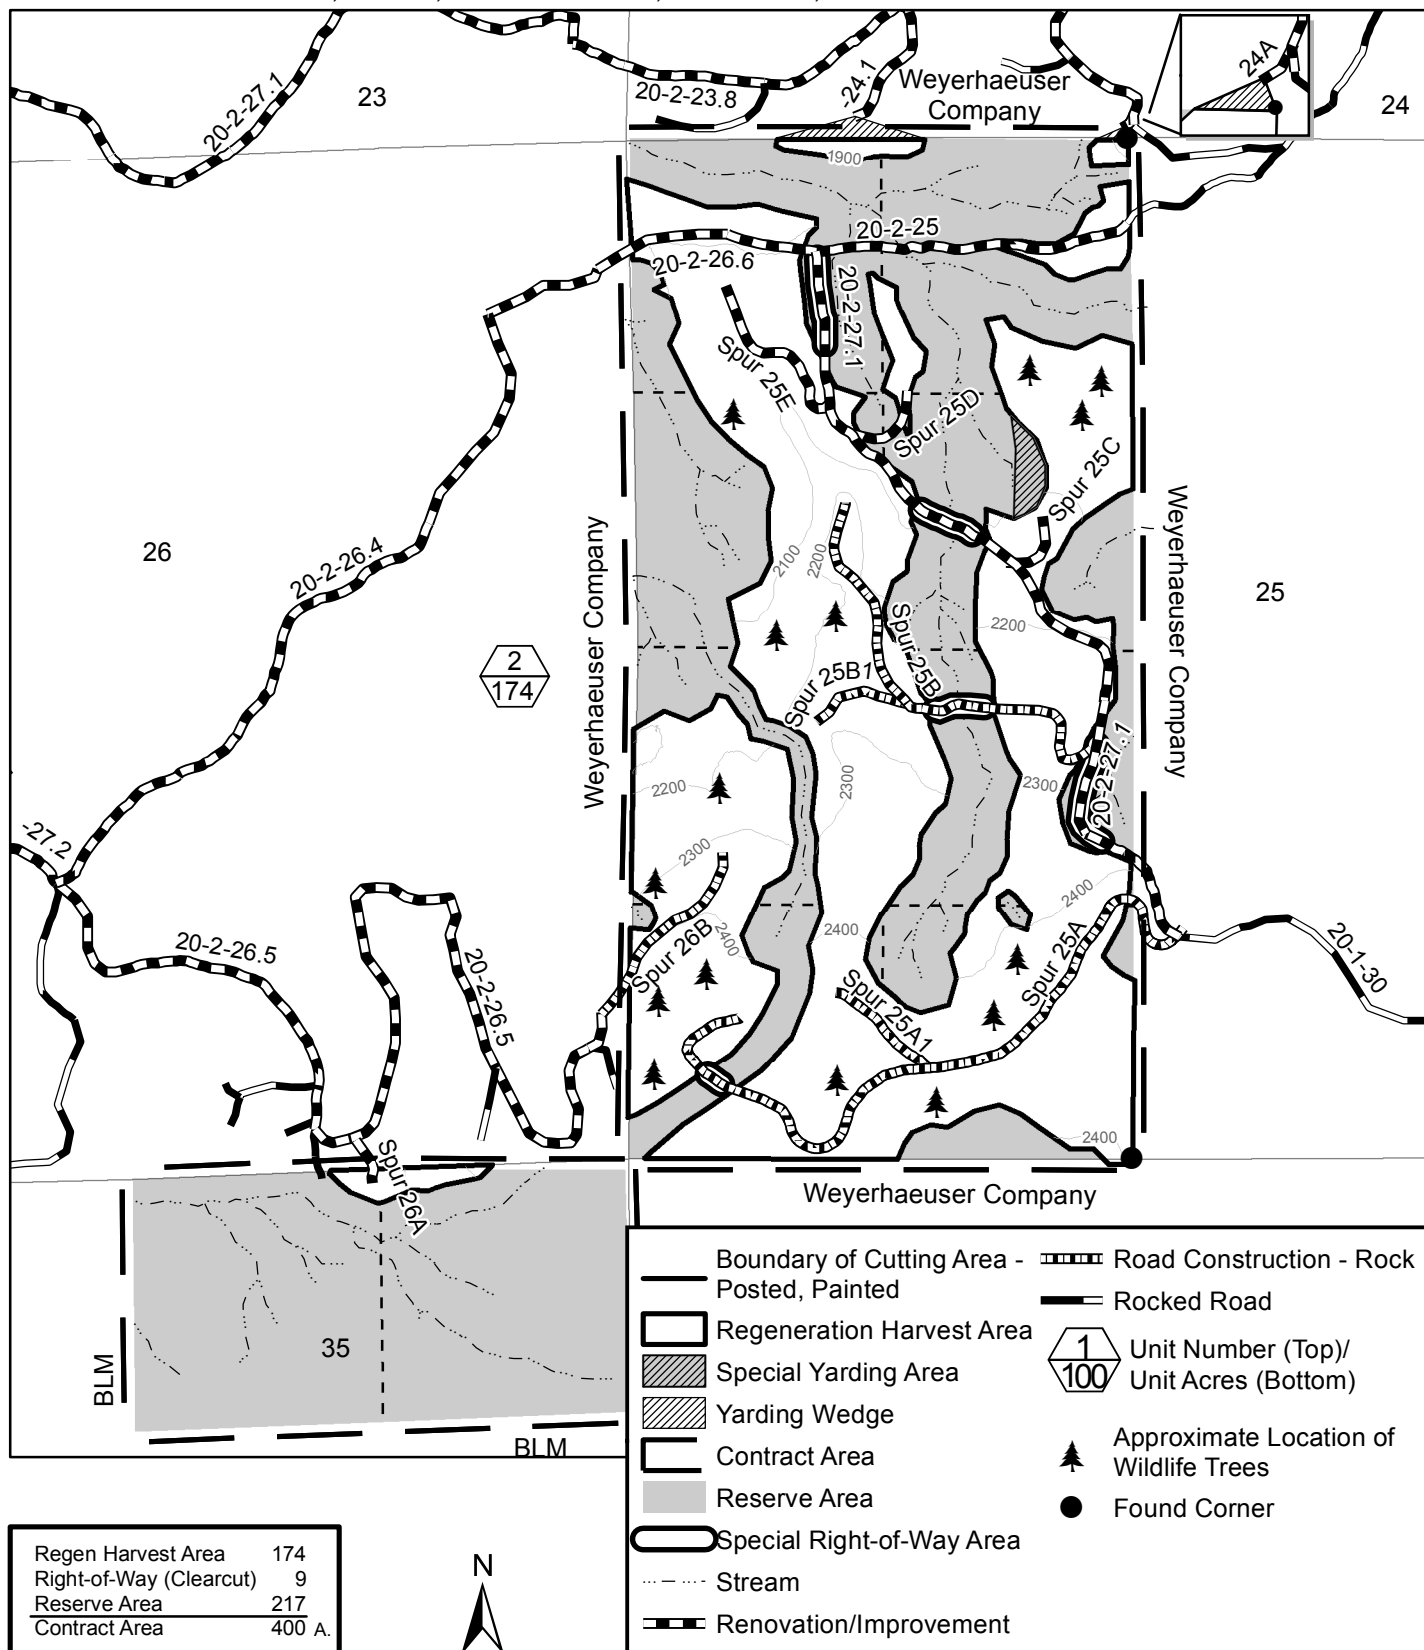 20-2-27.1
23
20-2-23.8
-24.1
Weyerhaeuser
Company
24A
24
1900
20-2-25
20-2-26.6
20-2-27.1
Spur 25E
Spur 25D
Spur 25C
26
20-2-26.4
2100
2200
Weyerhaeuser Company
Weyerhaeuser Company
25
2
174
Spur 25B
2200
Spur 25B1
20-2-27.1
2200
2300
2300
-27.2
2300
2400
2400
2400
20-2-26.5
20-2-26.5
Spur 26B
Spur 25A
Spur 25A1
20-1-30
2400
Spur 26A
Weyerhaeuser Company
35
BLM
BLM
Boundary of Cutting Area -
Posted, Painted
Regeneration Harvest Area
Special Yarding Area
Yarding Wedge
Contract Area
Reserve Area
Special Right-of-Way Area
Stream
Renovation/Improvement
Road Construction - Rock
Rocked Road
1
100
Unit Number (Top)/
Unit Acres (Bottom)
Approximate Location of
Wildlife Trees
Found Corner
Regen Harvest Area 174
Right-of-Way (Clearcut) 9
Reserve Area 217
Contract Area 400 A.
N